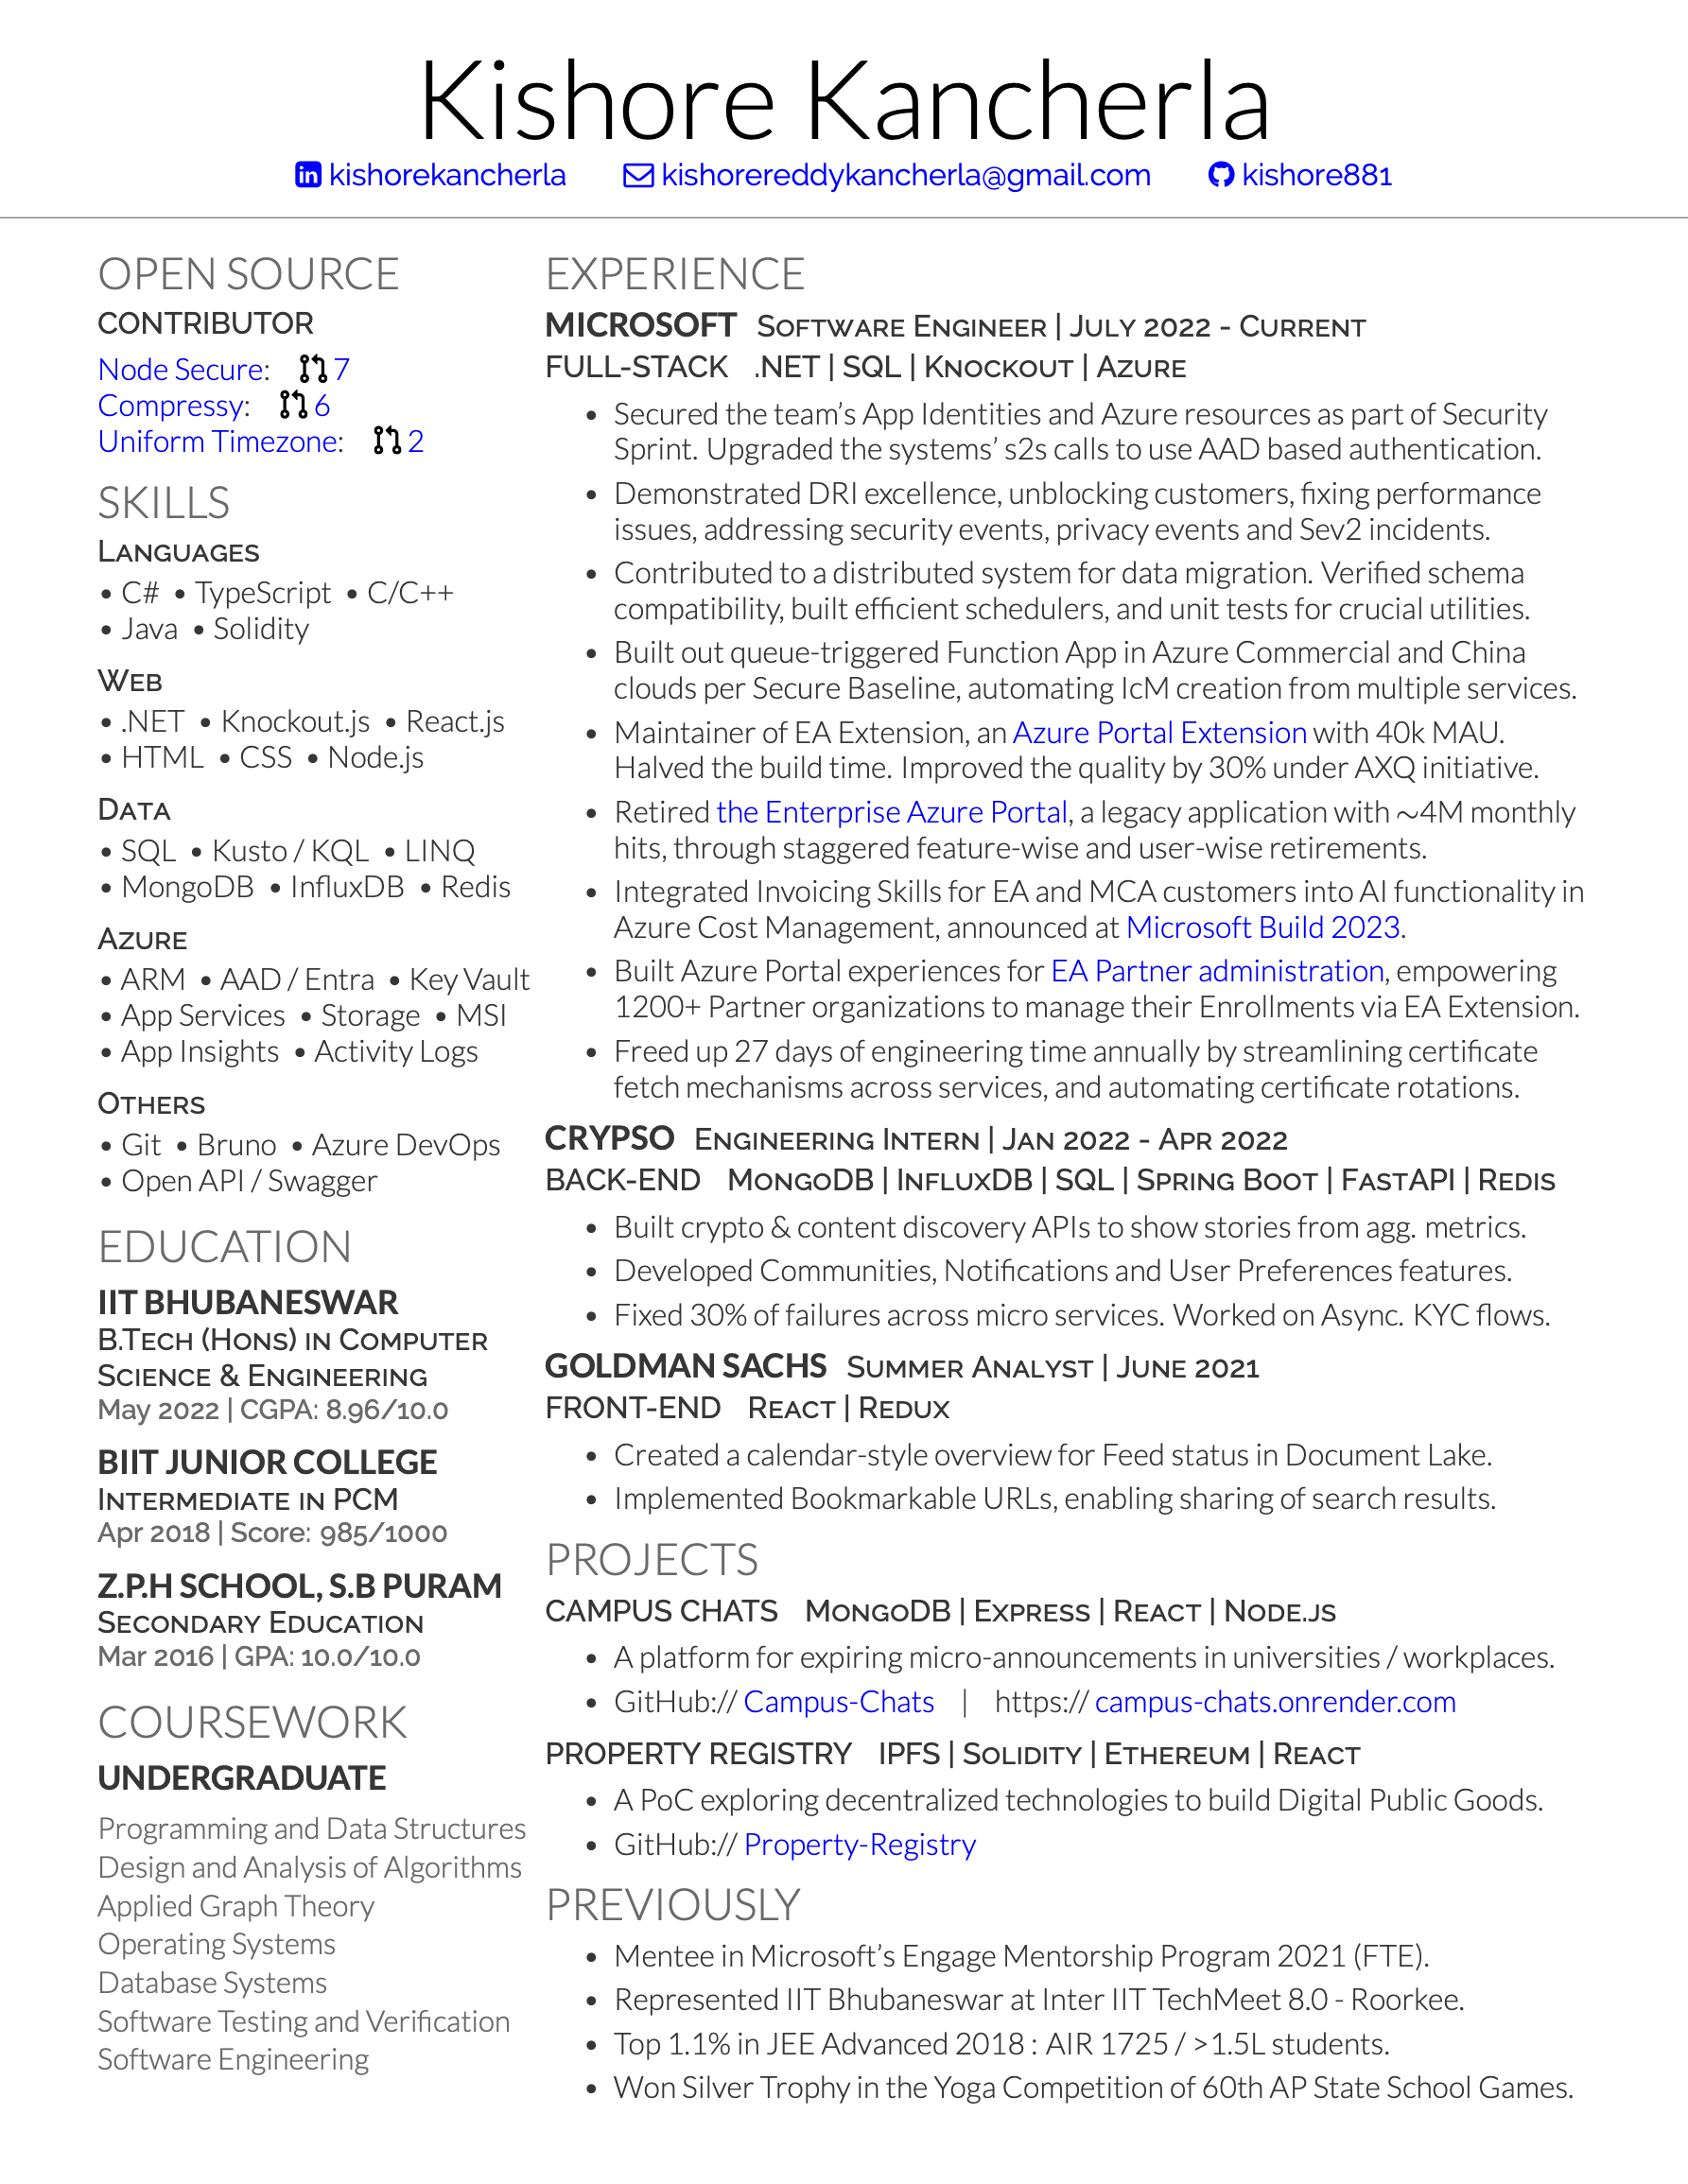 Kishore Kancherla
kishorekancherla kishorereddykancherla@gmail.com kishore881
OPEN SOURCE
CONTRIBUTOR
Node Secure: 7
Compressy: 6
Uniform Timezone: 2
SKILLS
Languages
• C# • TypeScript • C/C++
• Java • Solidity
Web
• .NET • Knockout.js • React.js
• HTML • CSS • Node.js
Data
• SQL • Kusto / KQL • LINQ
• MongoDB • InfluxDB • Redis
Azure
• ARM • AAD / Entra • Key Vault
• App Services • Storage • MSI
• App Insights • Activity Logs
Others
• Git • Bruno • Azure DevOps
• Open API / Swagger
EDUCATION
IIT BHUBANESWAR
B.Tech (Hons) in Computer
Science & Engineering
May 2022 | CGPA: 8.96/10.0
BIIT JUNIOR COLLEGE
Intermediate in PCM
Apr 2018 | Score: 985/1000
Z.P.H SCHOOL, S.B PURAM
Secondary Education
Mar 2016 | GPA: 10.0/10.0
COURSEWORK
UNDERGRADUATE
Programming and Data Structures
Design and Analysis of Algorithms
Applied Graph Theory
Operating Systems
Database Systems
Software Testing and Verification
Software Engineering
EXPERIENCE
MICROSOFT Software Engineer | July 2022 - Current
FULL-STACK .NET | SQL | Knockout | Azure
• Secured the team's App Identities and Azure resources as part of Security
Sprint. Upgraded the systems' s2s calls to use AAD based authentication.
• Demonstrated DRI excellence, unblocking customers, fixing performance
issues, addressing security events, privacy events and Sev2 incidents.
• Contributed to a distributed system for data migration. Verified schema
compatibility, built efficient schedulers, and unit tests for crucial utilities.
• Built out queue-triggered Function App in Azure Commercial and China
clouds per Secure Baseline, automating IcM creation from multiple services.
• Maintainer of EA Extension, an Azure Portal Extension with 40k MAU.
Halved the build time. Improved the quality by 30% under AXQ initiative.
• Retired the Enterprise Azure Portal, a legacy application with ~4M monthly
hits, through staggered feature-wise and user-wise retirements.
• Integrated Invoicing Skills for EA and MCA customers into AI functionality in
Azure Cost Management, announced at Microsoft Build 2023.
• Built Azure Portal experiences for EA Partner administration, empowering
1200+ Partner organizations to manage their Enrollments via EA Extension.
• Freed up 27 days of engineering time annually by streamlining certificate
fetch mechanisms across services, and automating certificate rotations.
CRYPSO Engineering Intern | Jan 2022 - Apr 2022
BACK-END MongoDB | InfluxDB | SQL | Spring Boot | FastAPI | Redis
• Built crypto & content discovery APIs to show stories from agg. metrics.
• Developed Communities, Notifications and User Preferences features.
• Fixed 30% of failures across micro services. Worked on Async. KYC flows.
GOLDMAN SACHS Summer Analyst | June 2021
FRONT-END React | Redux
• Created a calendar-style overview for Feed status in Document Lake.
• Implemented Bookmarkable URLs, enabling sharing of search results.
PROJECTS
CAMPUS CHATS MongoDB | Express | React | Node.js
• A platform for expiring micro-announcements in universities / workplaces.
• GitHub:// Campus-Chats | https:// campus-chats.onrender.com
PROPERTY REGISTRY IPFS | Solidity | Ethereum | React
• A PoC exploring decentralized technologies to build Digital Public Goods.
• GitHub:// Property-Registry
PREVIOUSLY
• Mentee in Microsoft's Engage Mentorship Program 2021 (FTE).
• Represented IIT Bhubaneswar at Inter IIT TechMeet 8.0 - Roorkee.
• Top 1.1% in JEE Advanced 2018 : AIR 1725 / >1.5L students.
• Won Silver Trophy in the Yoga Competition of 60th AP State School Games.